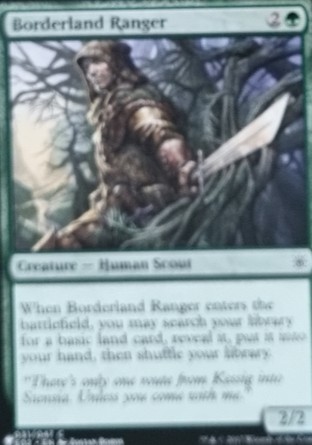 Borderland Ranger 2
Creature — Human Scout
When Borderland Ranger enters the
battlefield, you may search your library
for a basic land card, reveal it, put it into
your hand, then shuffle your library.
"There's only one route from Kessig into
Unless you come with me."
2/2